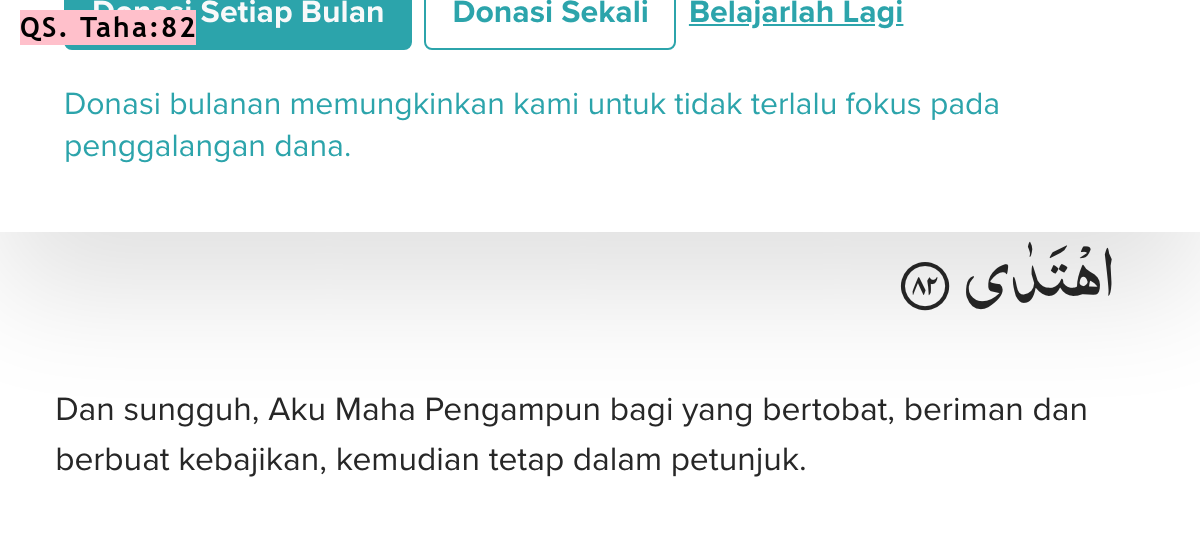 QS. Taha:82
Setiap Bulan
Donasi Sekali
Belajarlah Lagi
Donasi bulanan memungkinkan kami untuk tidak terlalu fokus pada
penggalangan dana.
اهْتَدٰى ٨٢
Dan sungguh, Aku Maha Pengampun bagi yang bertobat, beriman dan
berbuat kebajikan, kemudian tetap dalam petunjuk.